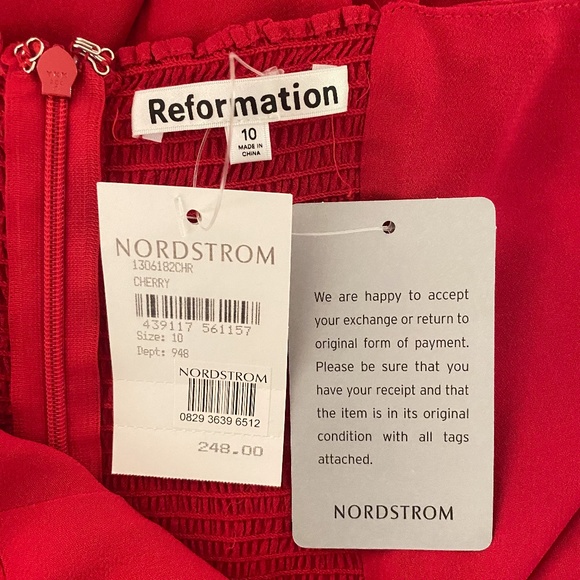 Reformation
10
MADE IN
CHINA
NORDSTROM
1306182CHR
CHERRY
439117 561157
Size: 10
Dept: 948
NORDSTROM
0829 3639 6512
248.00
We are happy to accept
your exchange or return to
original form of payment.
Please be sure that you
have your receipt and that
the item is in its original
condition with all tags
attached.
NORDSTROM